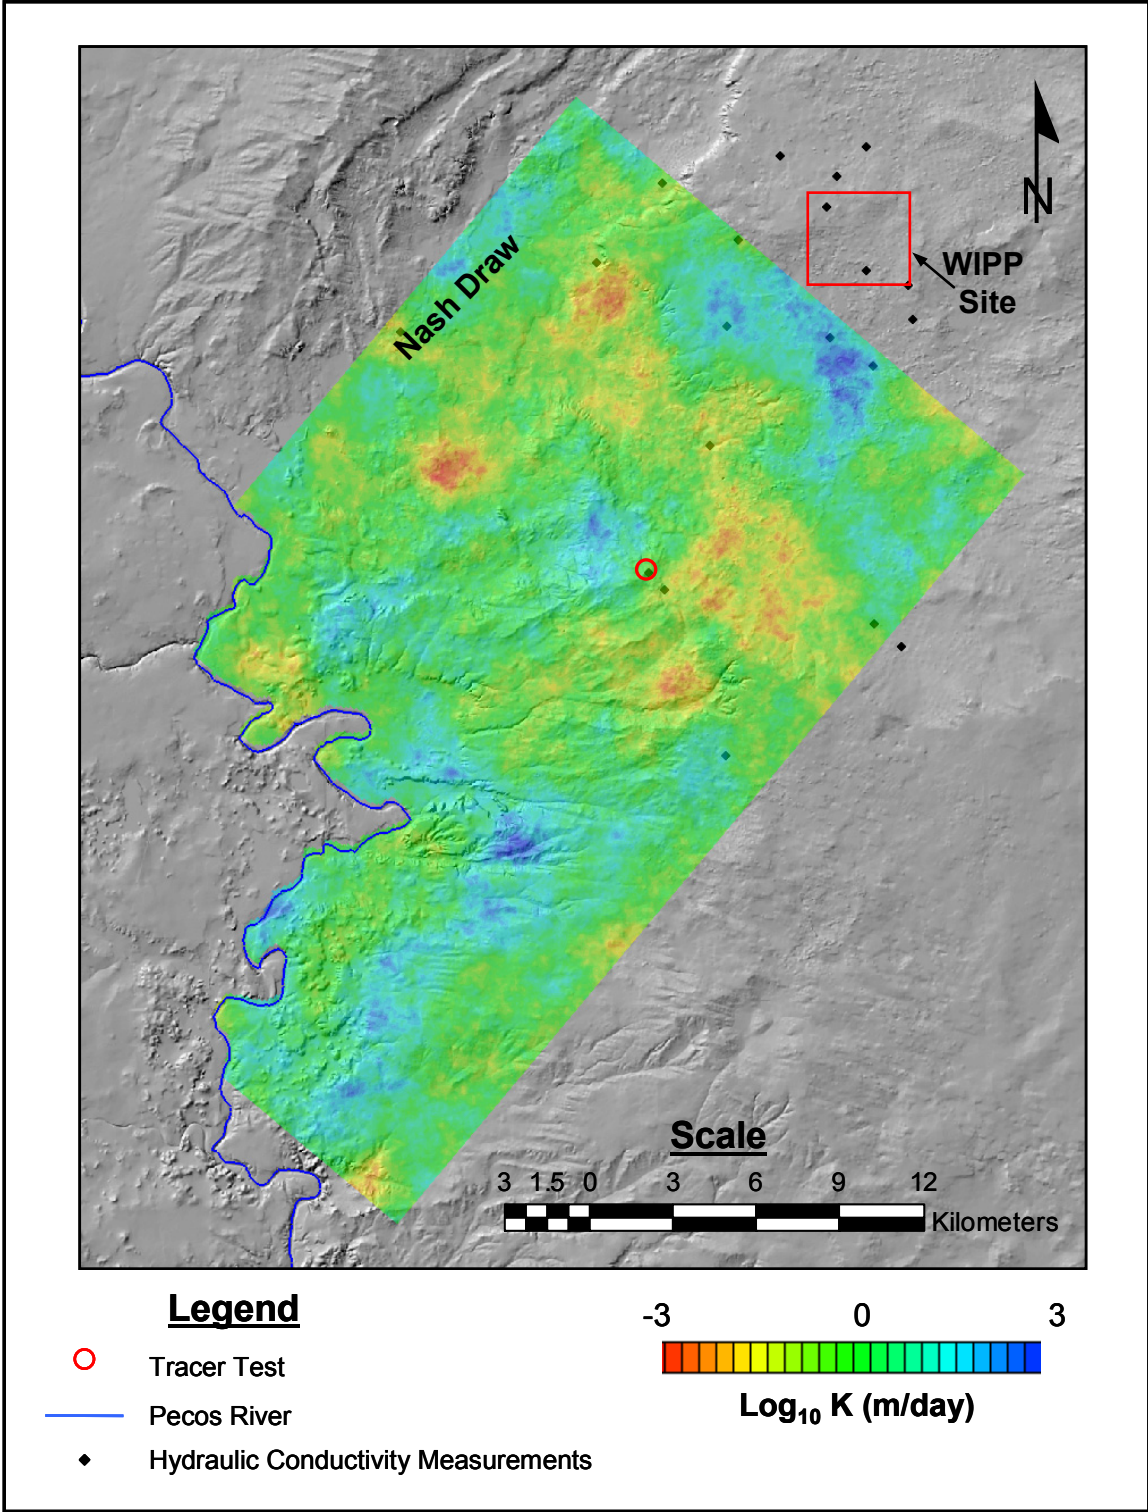 N
WIPP
Site
Nash Draw
Scale
3 1.5 0 3 6 9 12
Kilometers
Legend
Tracer Test
Pecos River
Hydraulic Conductivity Measurements
-3 0 3
Log10 K (m/day)